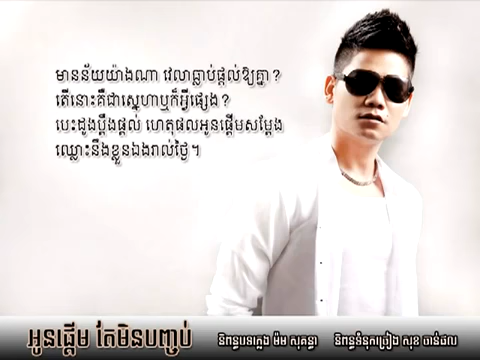 មានន័យយ៉ាងណា វេលាធ្លាប់ផ្ដល់ឱ្យគ្នា?
តើនោះគឺជាស្នេហាឬក៏អ្វីផ្សេង?
បេះដូងប្ដឹងផ្ដល់ ហេតុផលអូនផ្ដើមសម្ដែង
ឈ្លោះនឹងខ្លួនឯងរាល់ថ្ងៃ។
អូនផ្ដើម តែមិនបញ្ចប់
និពន្ធបទភ្លេង ម៉ម សុគន្ធា និពន្ធទំនុកច្រៀង សុខ ចាន់ផល